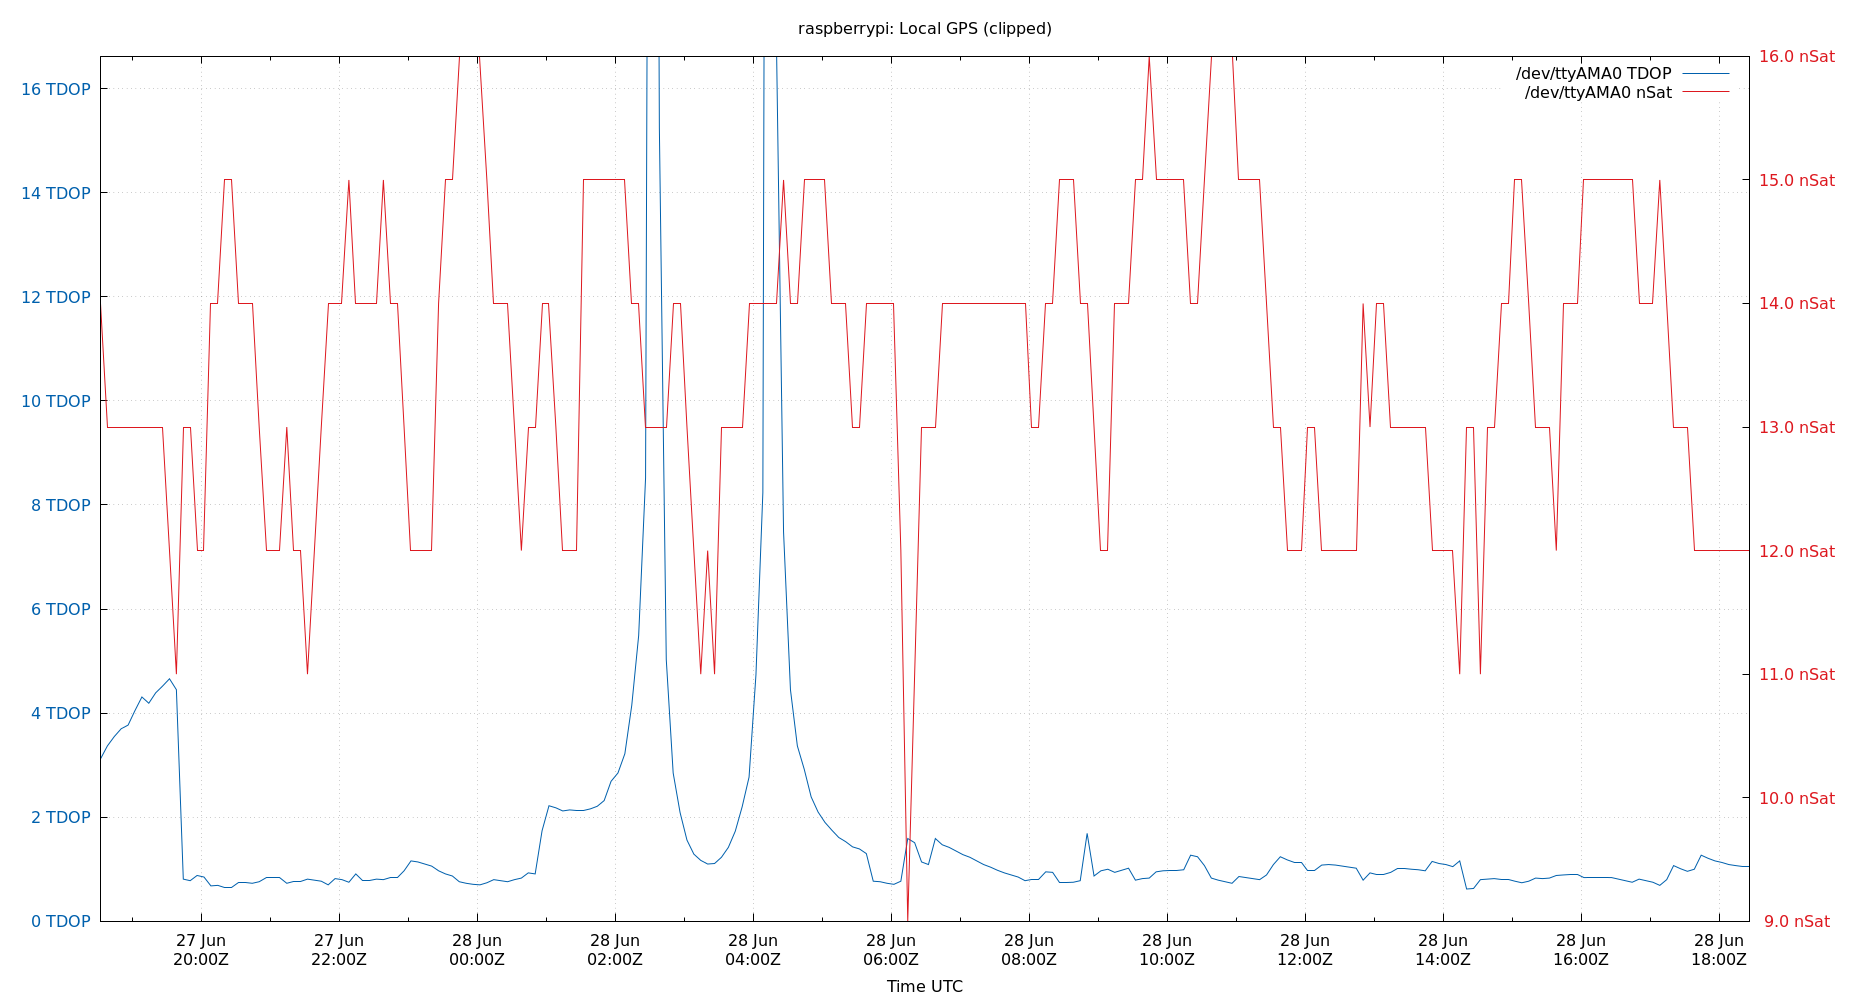 raspberrypi: Local GPS (clipped)
/dev/ttyAMA0 TDOP
/dev/ttyAMA0 nSat
16 TDOP
14 TDOP
12 TDOP
10 TDOP
8 TDOP
6 TDOP
4 TDOP
2 TDOP
0 TDOP
16.0 nSat
15.0 nSat
14.0 nSat
13.0 nSat
12.0 nSat
11.0 nSat
10.0 nSat
9.0 nSat
27 Jun
20:00Z
27 Jun
22:00Z
28 Jun
00:00Z
28 Jun
02:00Z
28 Jun
04:00Z
28 Jun
06:00Z
28 Jun
08:00Z
28 Jun
10:00Z
28 Jun
12:00Z
28 Jun
14:00Z
28 Jun
16:00Z
28 Jun
18:00Z
Time UTC